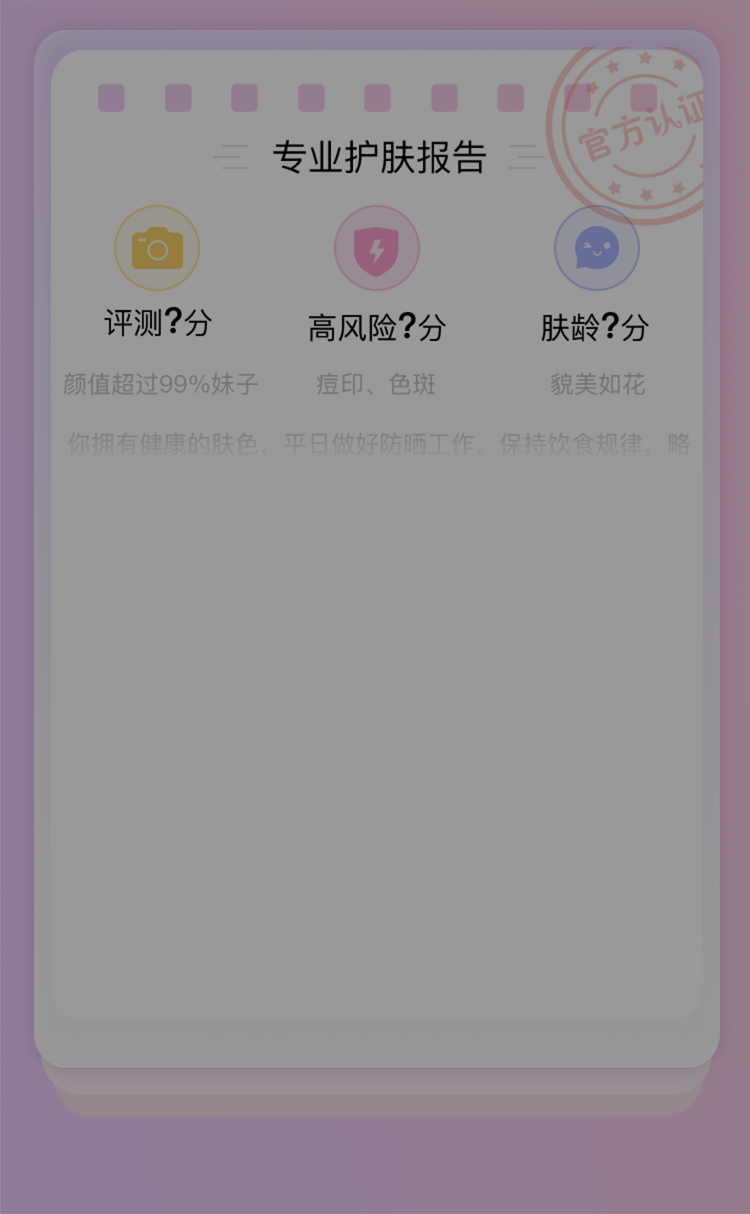 官方认证
专业护肤报告
评测?分
高风险?分
肤龄?分
颜值超过99%妹子
痘印、色斑
貌美如花
你拥有健康的肤色，平日做好防晒工作。保持饮食规律，略